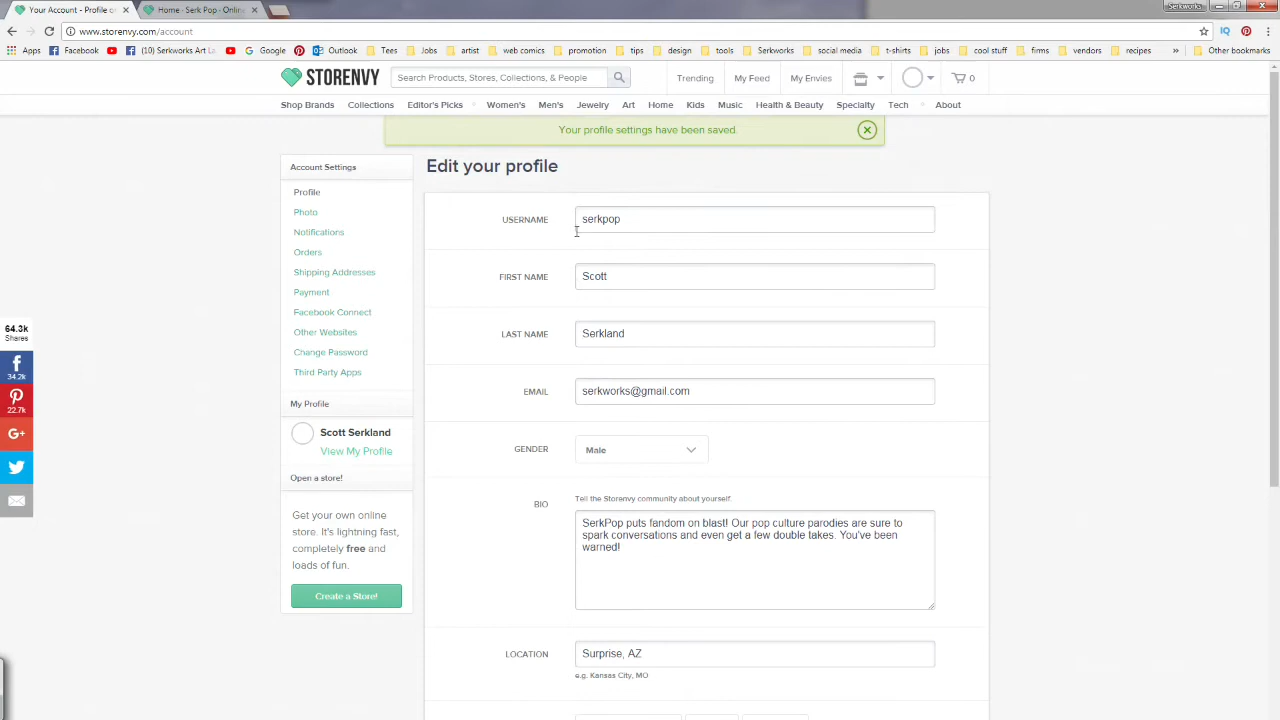 Your Account - Profile o
Home - Serk Pop - Online
Serkworks
www.storenvy.com/account
Apps
Facebook
(10) Serkworks Art La
Google
Outlook
Tees
Jobs
artist
web comics
promotion
tips
design
tools
Serkworks
social media
t-shirts
jobs
cool stuff
firms
vendors
recipes
Other bookmarks
STORENVY
Search Products, Stores, Collections, & People
Trending
My Feed
My Envies
0
Shop Brands
Collections
Editor's Picks
Women's
Men's
Jewelry
Art
Home
Kids
Music
Health & Beauty
Specialty
Tech
About
Your profile settings have been saved.
Account Settings
Profile
Photo
Notifications
Orders
Shipping Addresses
Payment
Facebook Connect
Other Websites
Change Password
Third Party Apps
My Profile
Scott Serkland
View My Profile
Open a store!
Get your own online
store. It's lightning fast,
completely free and
loads of fun.
Create a Store!
64.3k
Shares
34.2k
22.7k
G+
Edit your profile
USERNAME
serkpop
FIRST NAME
Scott
LAST NAME
Serkland
EMAIL
serkworks@gmail.com
GENDER
Male
BIO
Tell the Storenvy community about yourself.
SerkPop puts fandom on blast! Our pop culture parodies are sure to
spark conversations and even get a few double takes. You've been
warned!
LOCATION
Surprise, AZ
e.g. Kansas City, MO